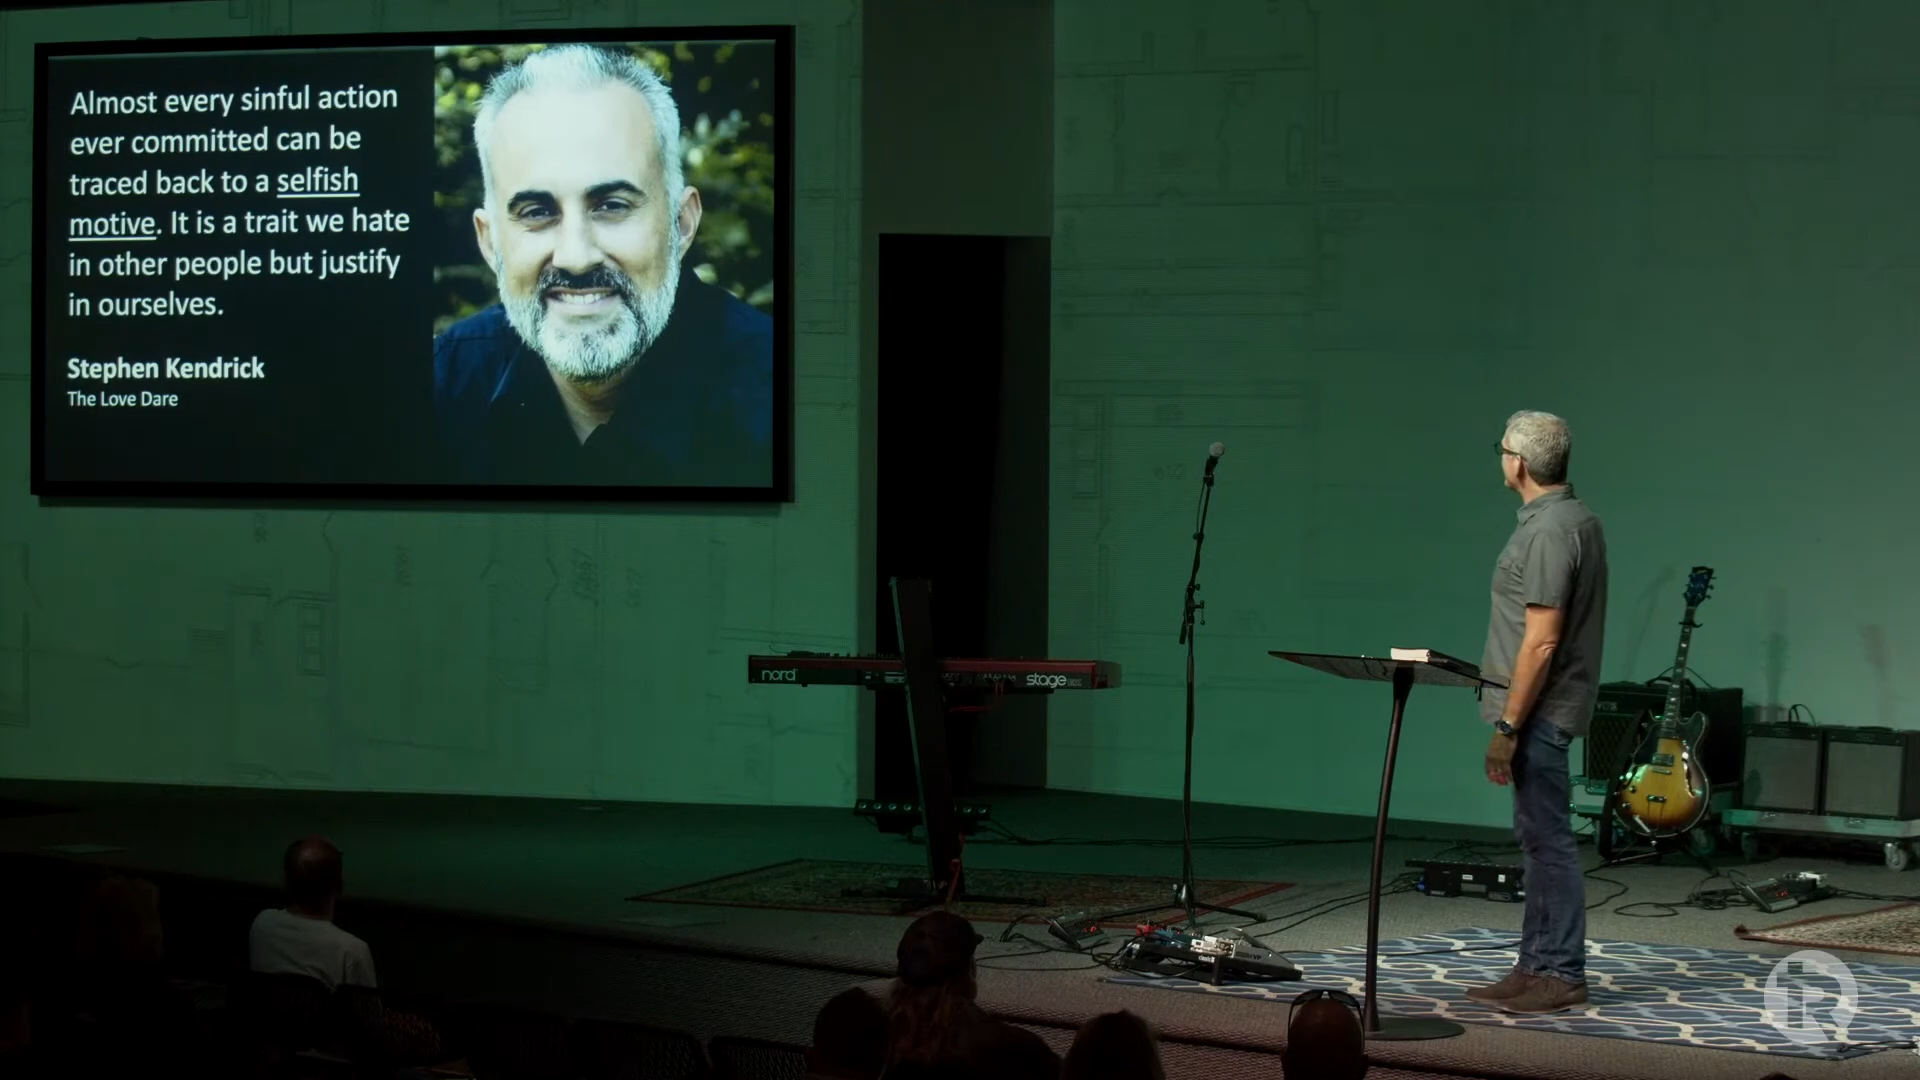 Almost every sinful action
ever committed can be
traced back to a selfish
motive. It is a trait we hate
in other people but justify
in ourselves.
Stephen Kendrick
The Love Dare
nord
stage
VOX